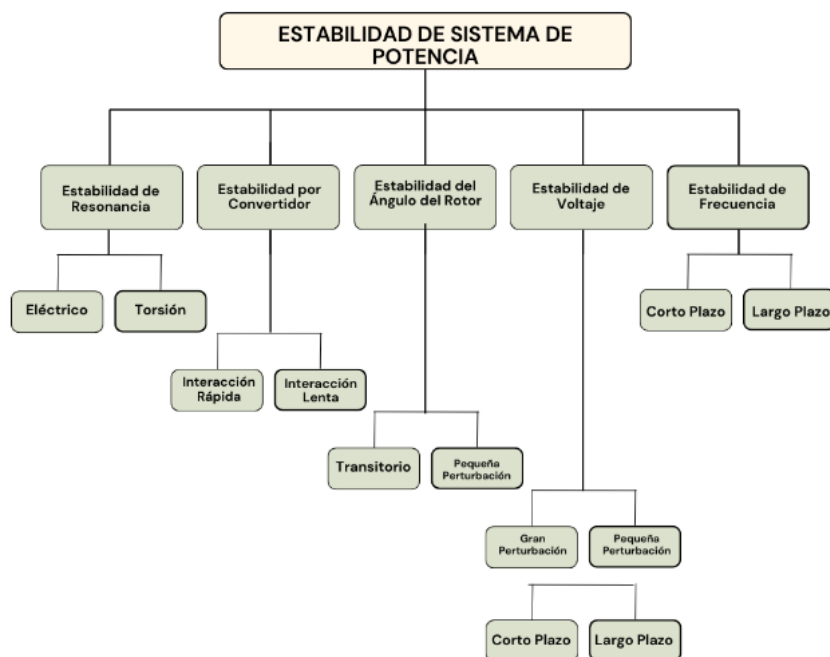 ESTABILIDAD DE SISTEMA DE
POTENCIA
Estabilidad de
Resonancia
Estabilidad por
Convertidor
Estabilidad del
Ángulo del Rotor
Estabilidad de
Voltaje
Estabilidad de
Frecuencia
Eléctrico
Torsión
Corto Plazo
Largo Plazo
Interacción
Rápida
Interacción
Lenta
Transitorio
Pequeña
Perturbación
Gran
Perturbación
Pequeña
Perturbación
Corto Plazo
Largo Plazo